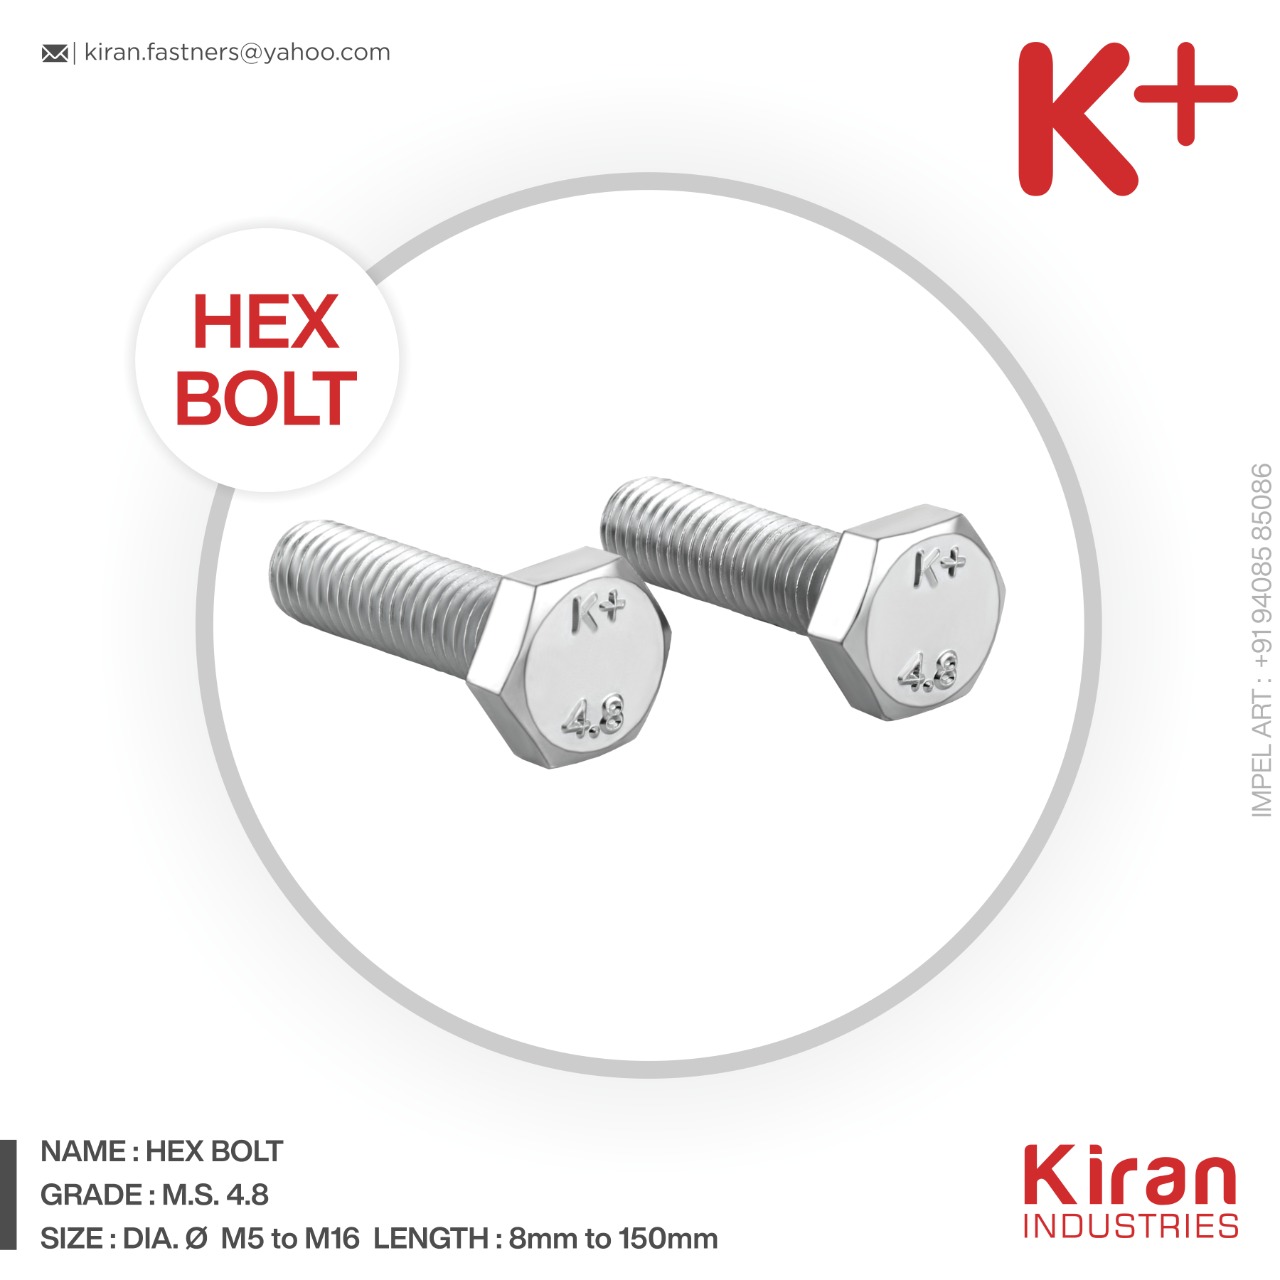 kiran.fastners@yahoo.com
K+
HEX
BOLT
K+
4.8
K+
4.8
IMPEL ART : +91 94085 85086
NAME : HEX BOLT
GRADE : M.S. 4.8
SIZE : DIA. Ø M5 to M16 LENGTH : 8mm to 150mm
Kiran
INDUSTRIES